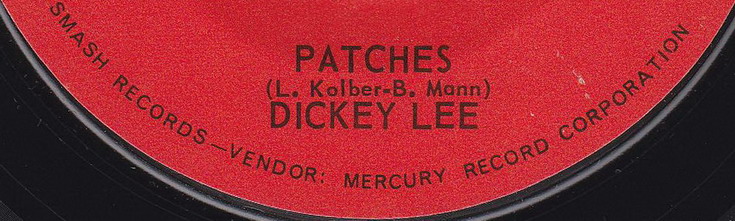 PATCHES
(L. Kolber-B. Mann)
DICKEY LEE
SMASH RECORDS—VENDOR: MERCURY RECORD CORPORATION